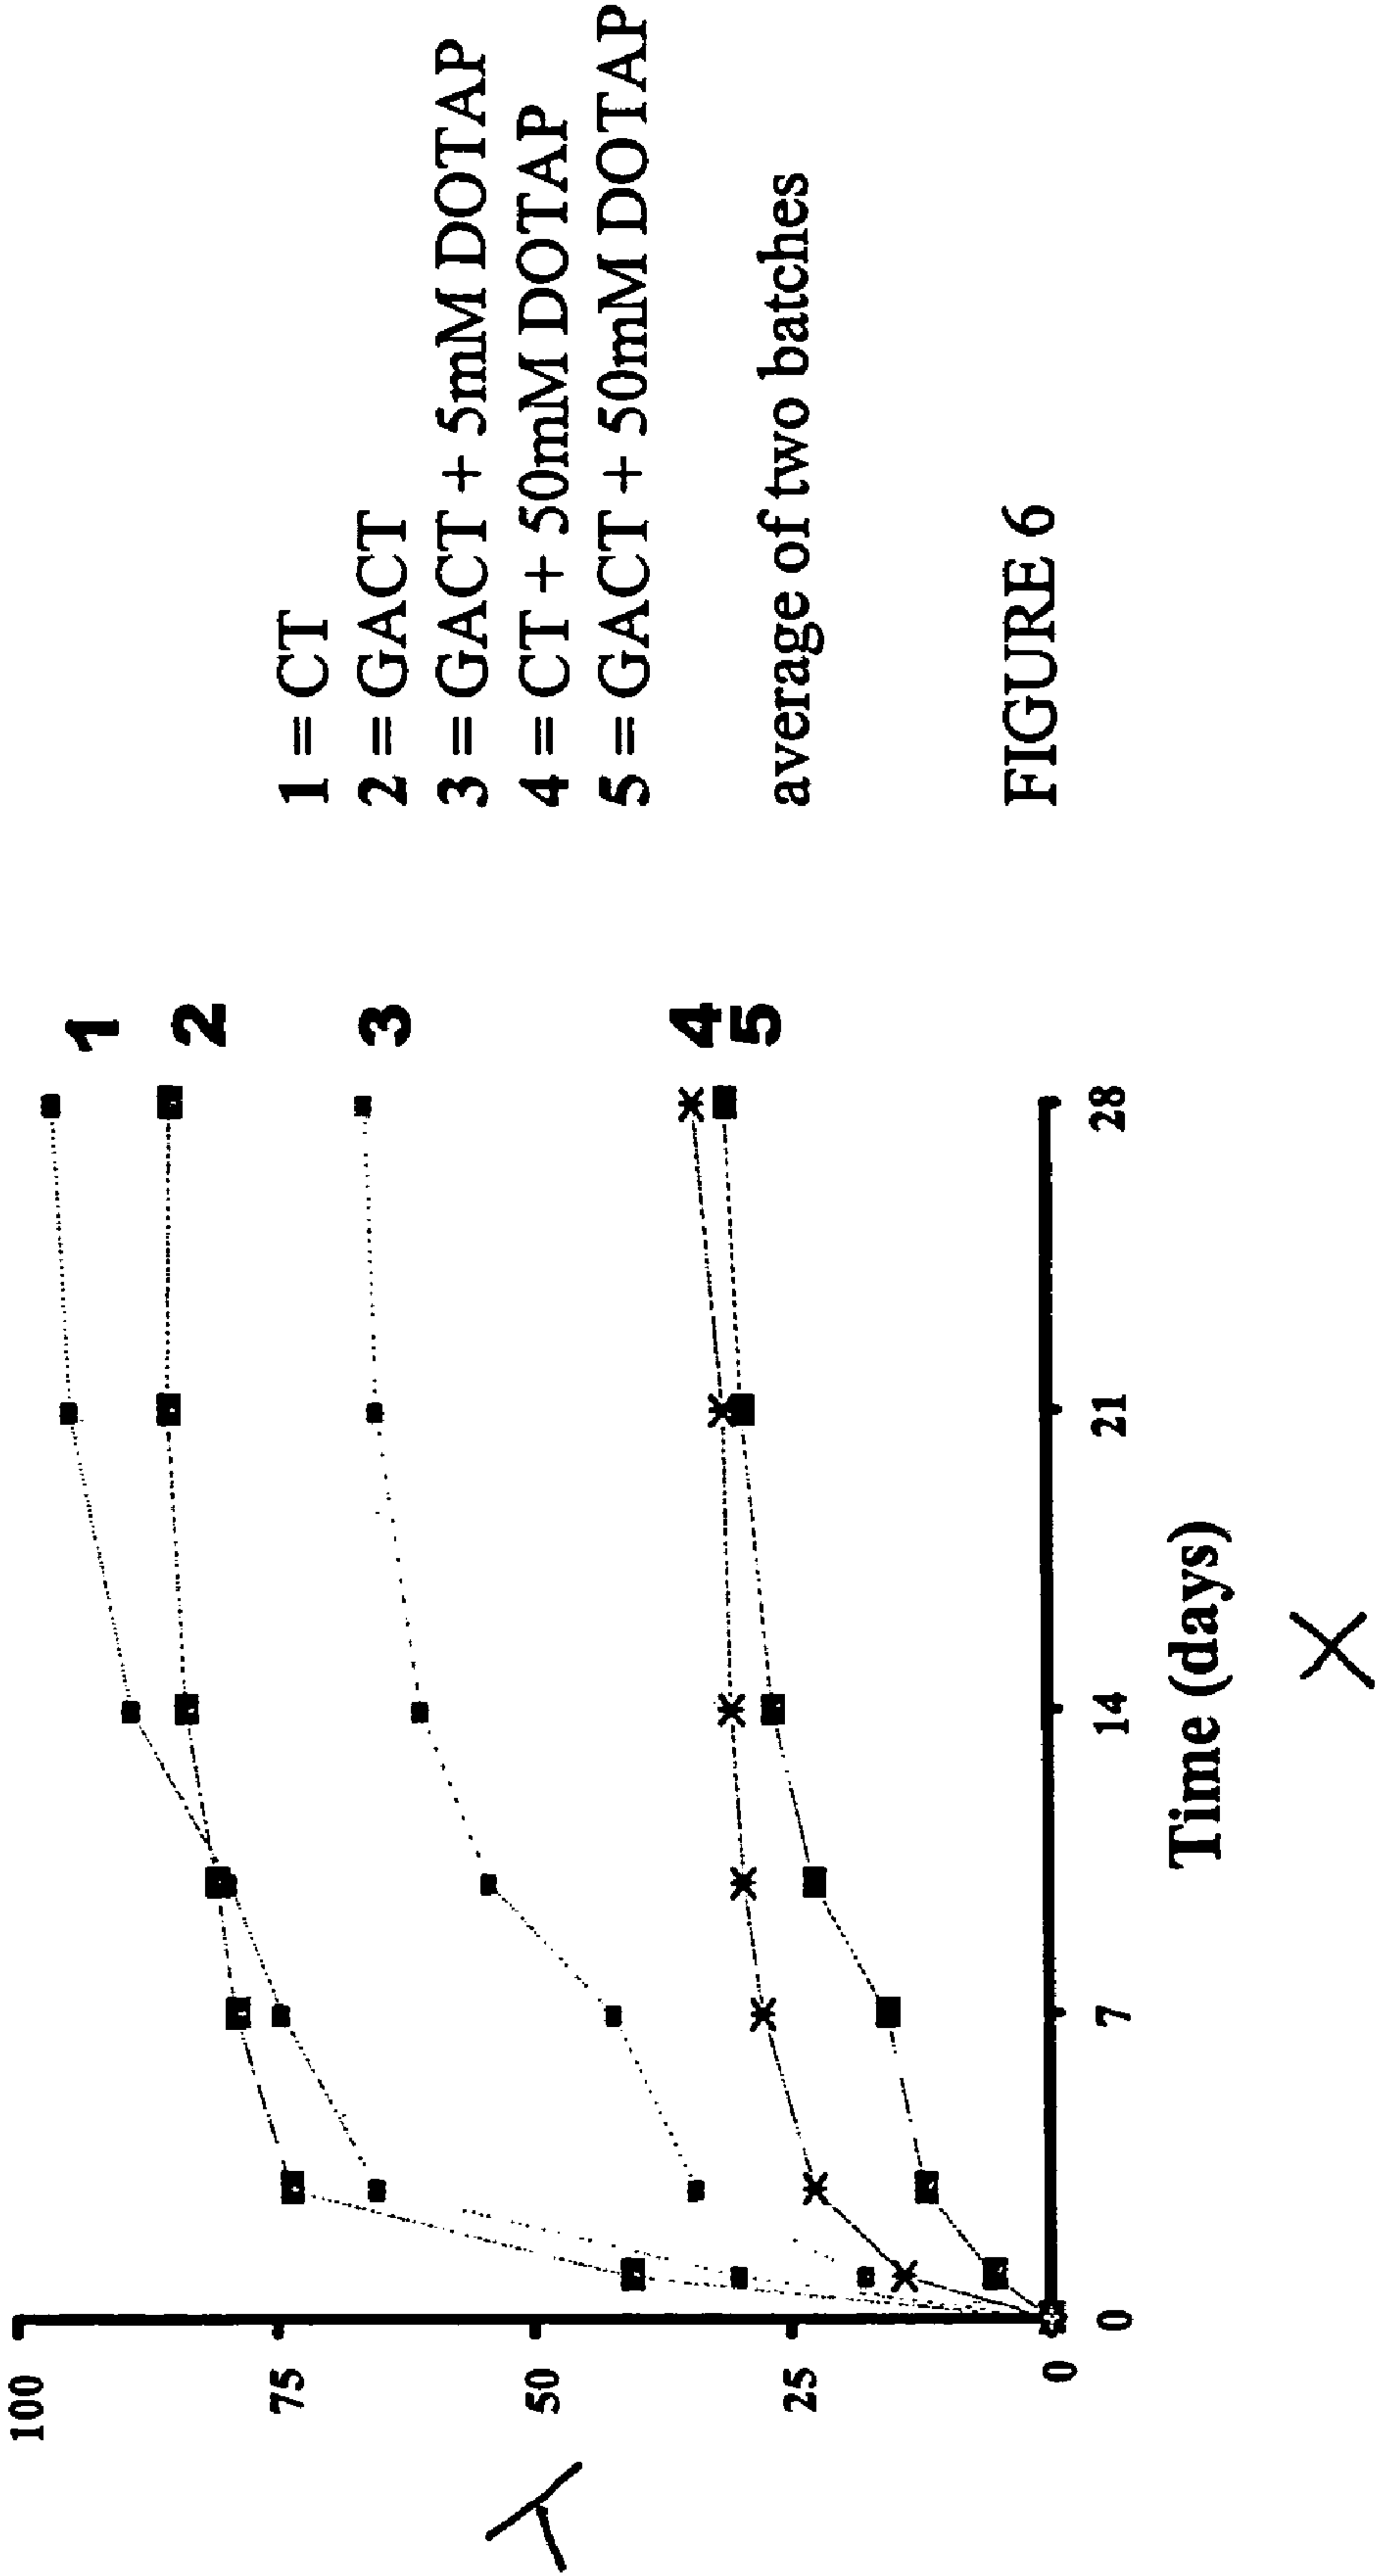 100
75
50
25
0
Y
0
7
14
21
28
Time (days)
X
1
2
3
4
5
1 = CT
2 = GACT
3 = GACT + 5mM DOTAP
4 = CT + 50mM DOTAP
5 = GACT + 50mM DOTAP
average of two batches
FIGURE 6